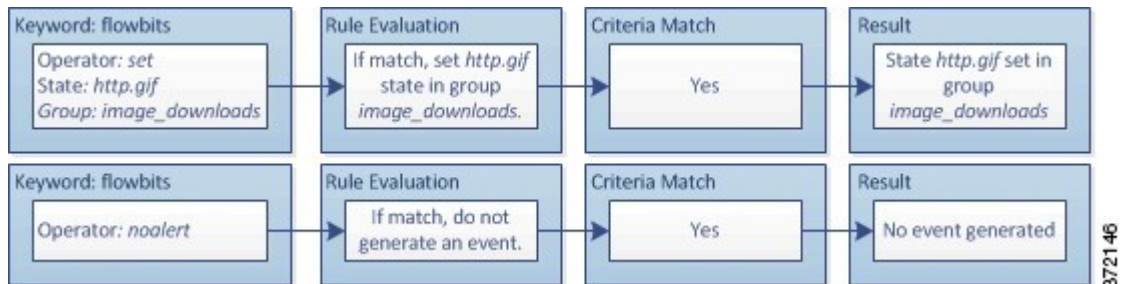 Keyword: flowbits
Operator: set
State: http.gif
Group: image_downloads
Rule Evaluation
If match, set http.gif
state in group
image_downloads.
Criteria Match
Yes
Result
State http.gif set in
group
image_downloads
Keyword: flowbits
Operator: noalert
Rule Evaluation
If match, do not
generate an event.
Criteria Match
Yes
Result
No event generated
372146